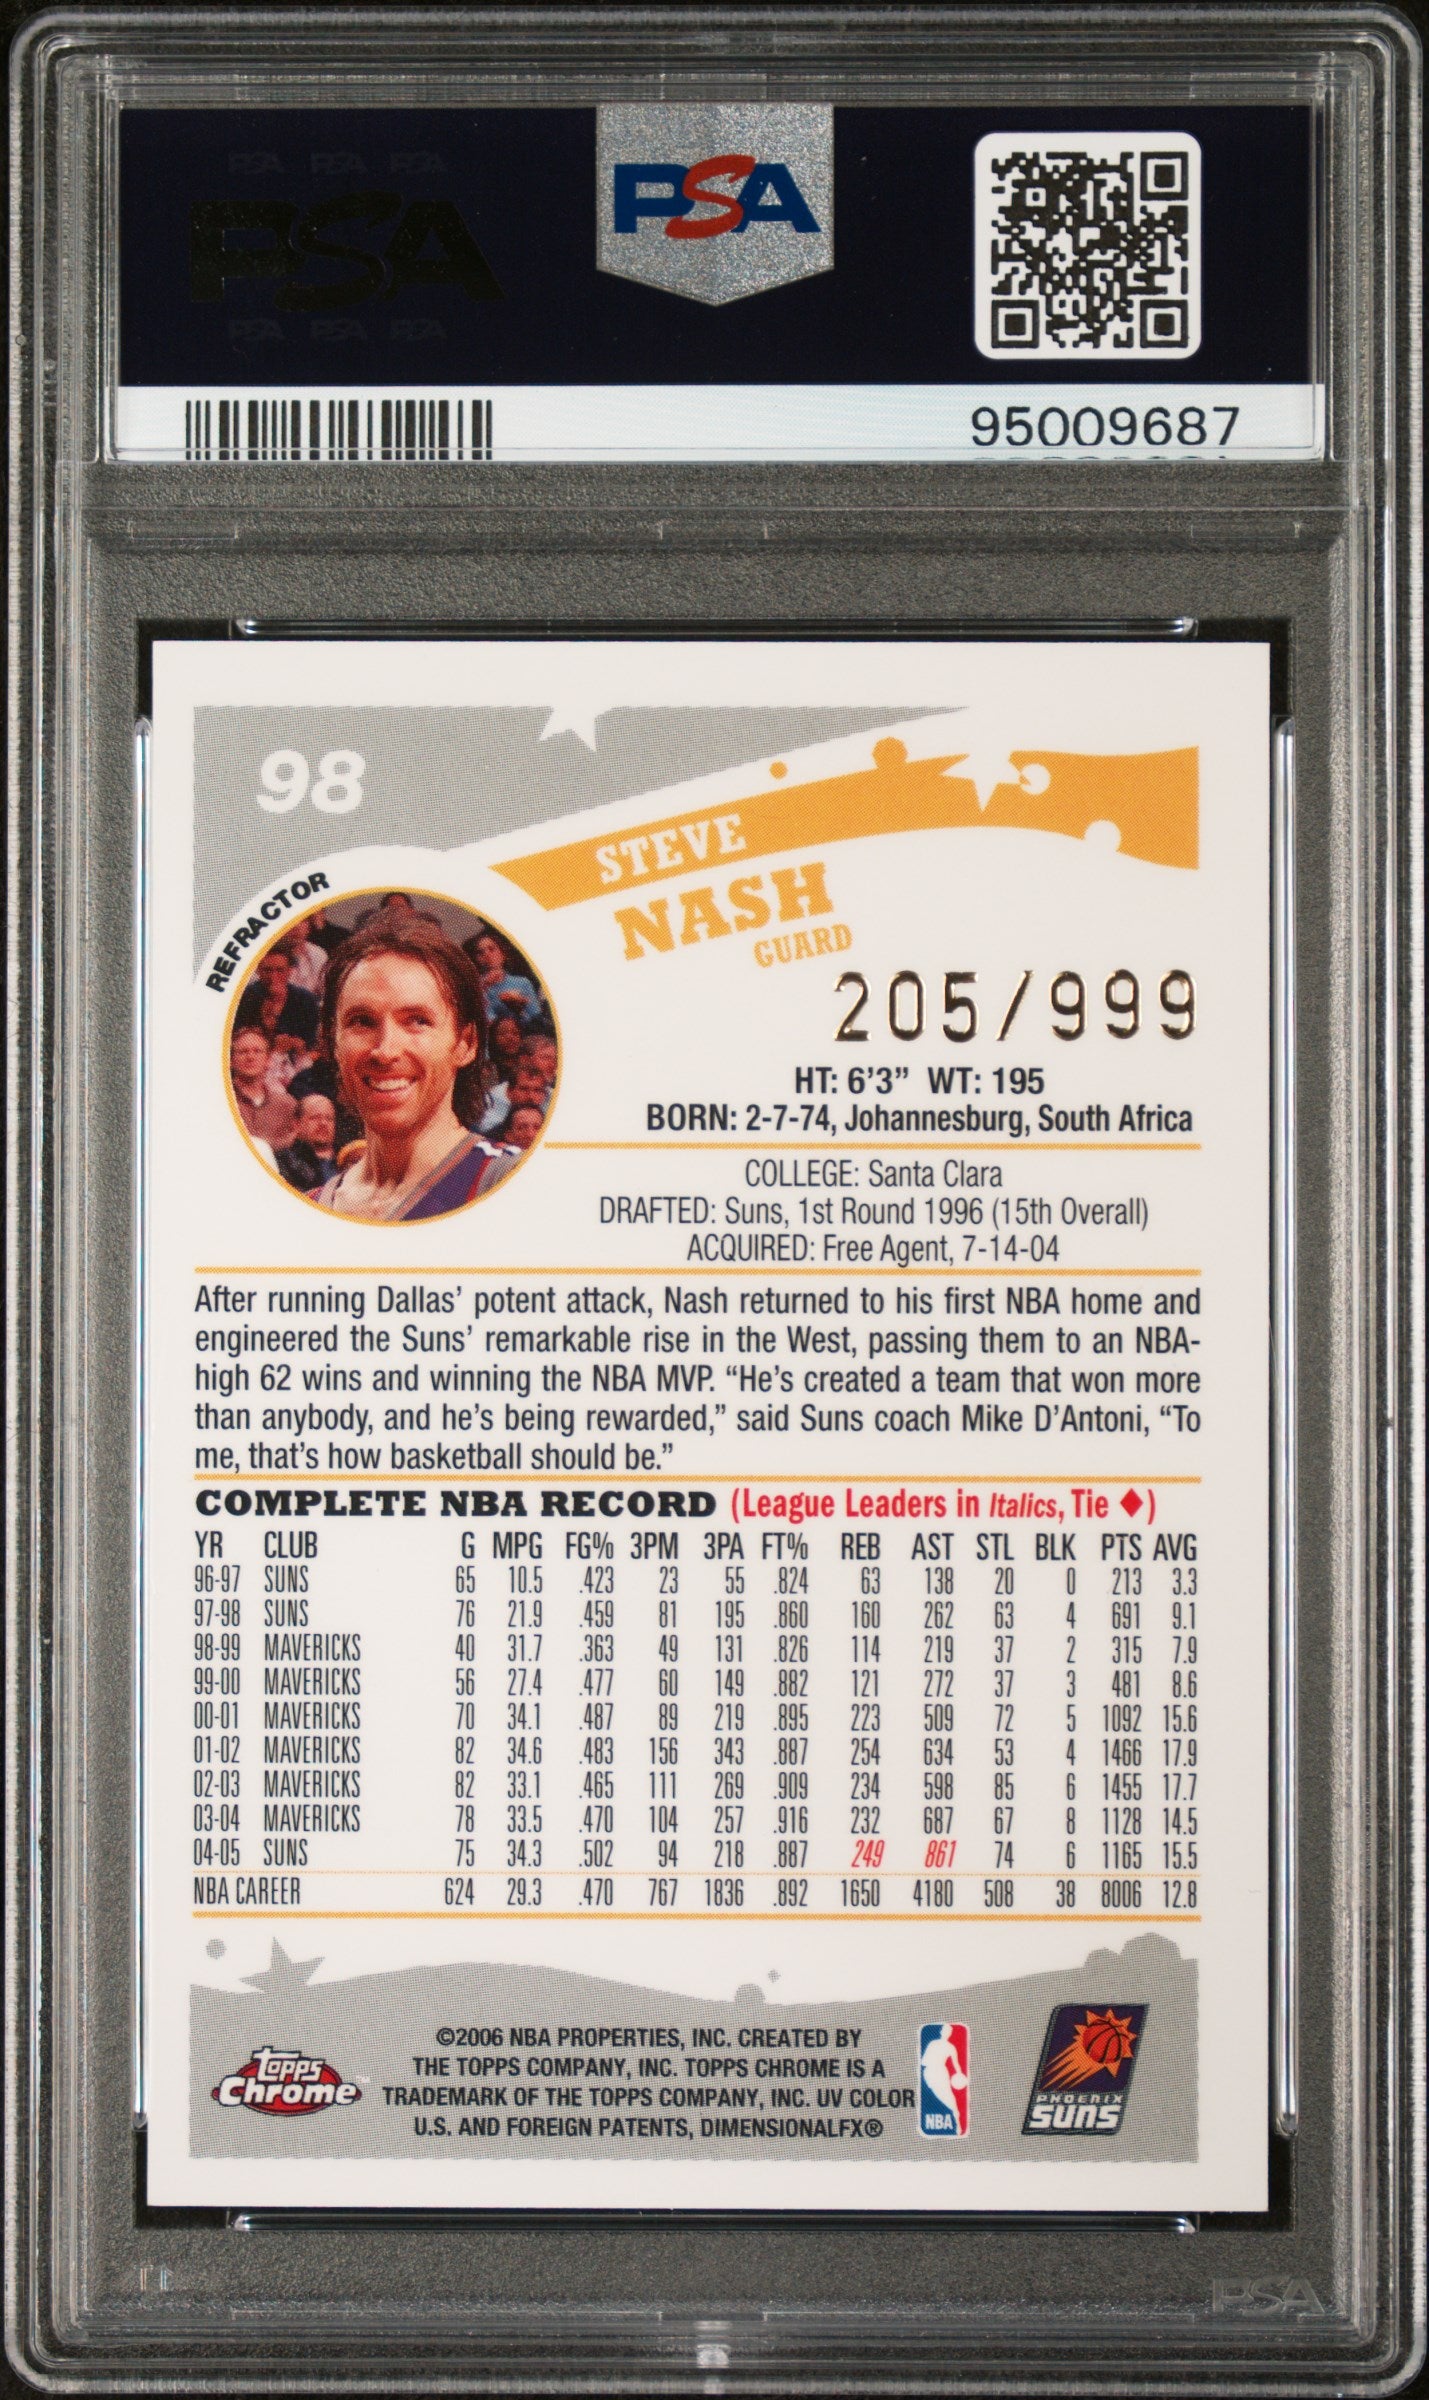 PSA PSA PSA
PSA
PSA PSA PSA
PSA
95009687
98
STEVE
NASH
GUARD
REFRACTOR
205/999
HT: 6’3” WT: 195
BORN: 2-7-74, Johannesburg, South Africa
COLLEGE: Santa Clara
DRAFTED: Suns, 1st Round 1996 (15th Overall)
ACQUIRED: Free Agent, 7-14-04
After running Dallas’ potent attack, Nash returned to his first NBA home and
engineered the Suns’ remarkable rise in the West, passing them to an NBA-
high 62 wins and winning the NBA MVP. “He’s created a team that won more
than anybody, and he’s being rewarded,” said Suns coach Mike D’Antoni, “To
me, that’s how basketball should be.”
COMPLETE NBA RECORD (League Leaders in Italics, Tie ♦)
YR CLUB G MPG FG% 3PM 3PA FT% REB AST STL BLK PTS AVG
96-97 SUNS 65 10.5 .423 23 55 .824 63 138 20 0 213 3.3
97-98 SUNS 76 21.9 .459 81 195 .860 160 262 63 4 691 9.1
98-99 MAVERICKS 40 31.7 .363 49 131 .826 114 219 37 2 315 7.9
99-00 MAVERICKS 56 27.4 .477 60 149 .882 121 272 37 3 481 8.6
00-01 MAVERICKS 70 34.1 .487 89 219 .895 223 509 72 5 1092 15.6
01-02 MAVERICKS 82 34.6 .483 156 343 .887 254 634 53 4 1466 17.9
02-03 MAVERICKS 82 33.1 .465 111 269 .909 234 598 85 6 1455 17.7
03-04 MAVERICKS 78 33.5 .470 104 257 .916 232 687 67 8 1128 14.5
04-05 SUNS 75 34.3 .502 94 218 .887 249 861 74 6 1165 15.5
NBA CAREER 624 29.3 .470 767 1836 .892 1650 4180 508 38 8006 12.8
©2006 NBA PROPERTIES, INC. CREATED BY
THE TOPPS COMPANY, INC. TOPPS CHROME IS A
TRADEMARK OF THE TOPPS COMPANY, INC. UV COLOR
U.S. AND FOREIGN PATENTS, DIMENSIONALFX®
Topps
Chrome™
NBA
PHOENIX
SUNS
PSA